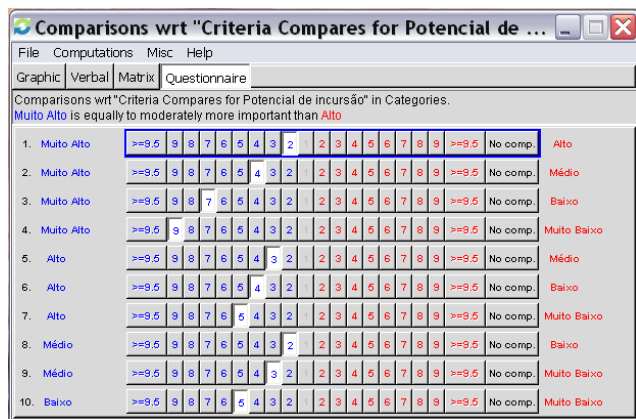 Comparisons wrt "Criteria Compares for Potencial de ...
File Computations Misc Help
Graphic Verbal Matrix Questionnaire
Comparisons wrt "Criteria Compares for Potencial de incursão" in Categories.
Muito Alto is equally to moderately more important than Alto
1. Muito Alto >=9.5 9 8 7 6 5 4 3 2 1 2 3 4 5 6 7 8 9 >=9.5 No comp. Alto
2. Muito Alto >=9.5 9 8 7 6 5 4 3 2 1 2 3 4 5 6 7 8 9 >=9.5 No comp. Médio
3. Muito Alto >=9.5 9 8 7 6 5 4 3 2 1 2 3 4 5 6 7 8 9 >=9.5 No comp. Baixo
4. Muito Alto >=9.5 9 8 7 6 5 4 3 2 1 2 3 4 5 6 7 8 9 >=9.5 No comp. Muito Baixo
5. Alto >=9.5 9 8 7 6 5 4 3 2 1 2 3 4 5 6 7 8 9 >=9.5 No comp. Médio
6. Alto >=9.5 9 8 7 6 5 4 3 2 1 2 3 4 5 6 7 8 9 >=9.5 No comp. Baixo
7. Alto >=9.5 9 8 7 6 5 4 3 2 1 2 3 4 5 6 7 8 9 >=9.5 No comp. Muito Baixo
8. Médio >=9.5 9 8 7 6 5 4 3 2 1 2 3 4 5 6 7 8 9 >=9.5 No comp. Baixo
9. Médio >=9.5 9 8 7 6 5 4 3 2 1 2 3 4 5 6 7 8 9 >=9.5 No comp. Muito Baixo
10. Baixo >=9.5 9 8 7 6 5 4 3 2 1 2 3 4 5 6 7 8 9 >=9.5 No comp. Muito Baixo